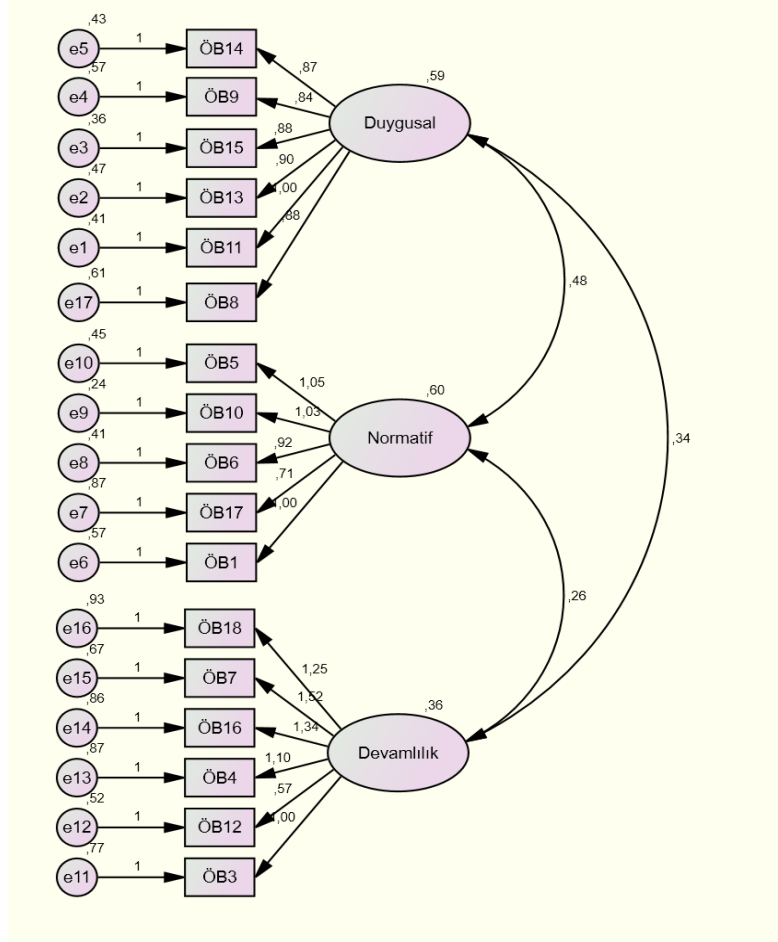 ,43
e5 1 ÖB14 ,87
,57
e4 1 ÖB9 ,84
,59
Duygusal
,36
e3 1 ÖB15 ,88
,47
e2 1 ÖB13 ,90
,41
e1 1 ÖB11 1,00
,61
e17 1 ÖB8 ,88
,48
,45
e10 1 ÖB5 1,05
,24
e9 1 ÖB10 1,03
,60
Normatif
,34
,41
e8 1 ÖB6 ,92
,87
e7 1 ÖB17 ,71
,57
e6 1 ÖB1 1,00
,26
,93
e16 1 ÖB18 1,25
,67
e15 1 ÖB7 1,52
,86
e14 1 ÖB16 1,34
,36
Devamlılık
,87
e13 1 ÖB4 1,10
,52
e12 1 ÖB12 ,57
,77
e11 1 ÖB3 1,00